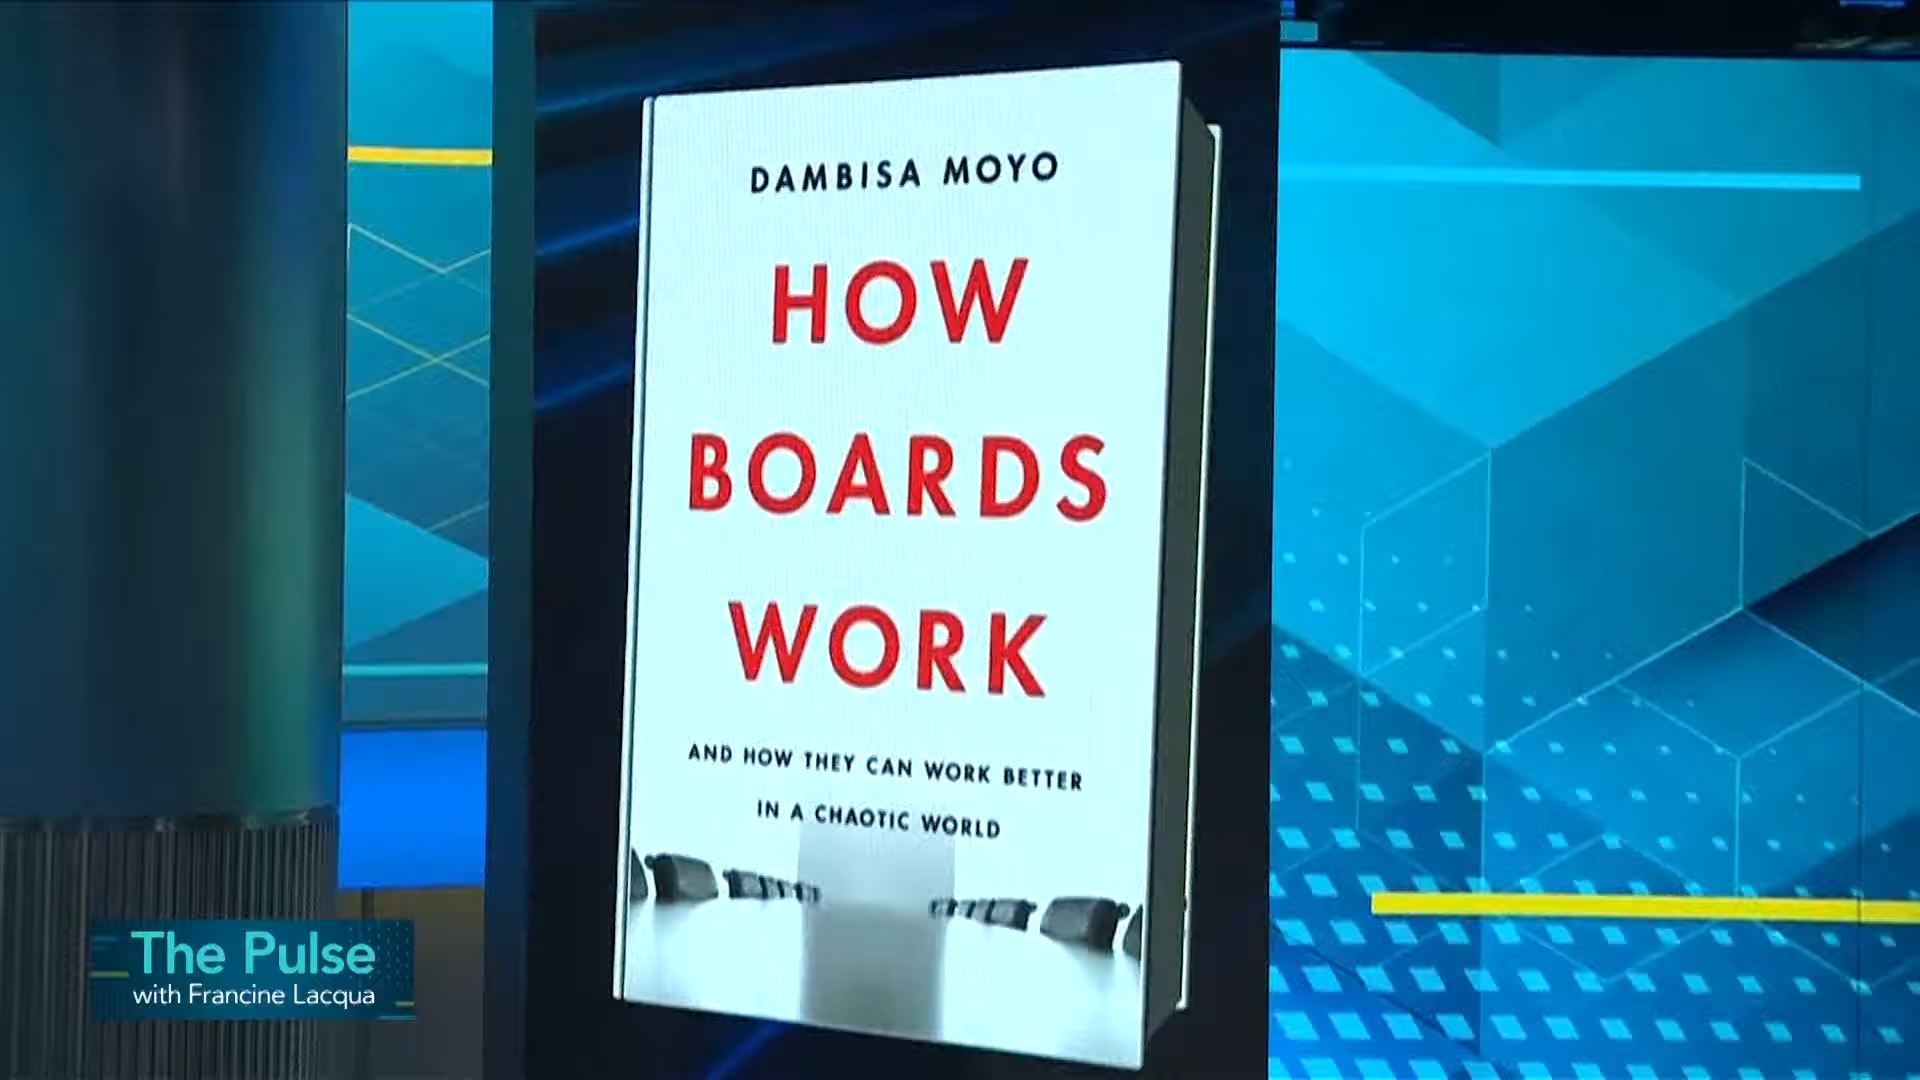 DAMBISA MOYO
HOW
BOARDS
WORK
AND HOW THEY CAN WORK BETTER
IN A CHAOTIC WORLD
The Pulse
with Francine Lacqua